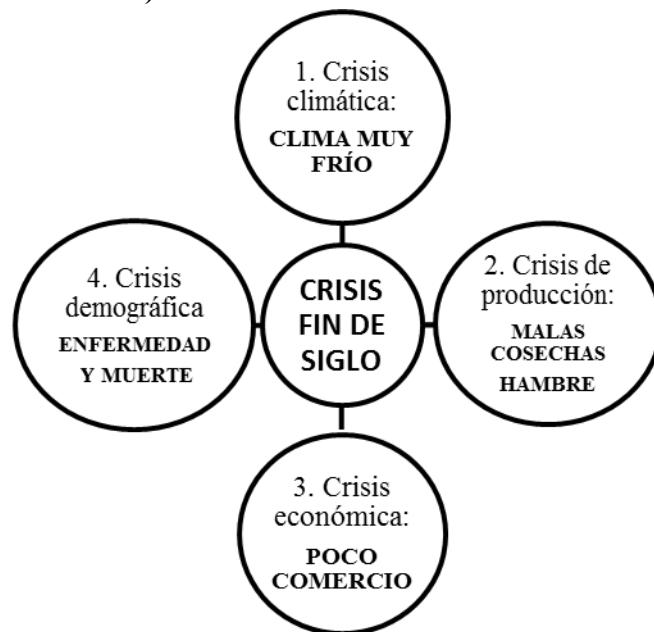 1. Crisis
climática:
CLIMA MUY
FRÍO
4. Crisis
demográfica
ENFERMEDAD
Y MUERTE
CRISIS
FIN DE
SIGLO
2. Crisis de
producción:
MALAS
COSECHAS
HAMBRE
3. Crisis
económica:
POCO
COMERCIO